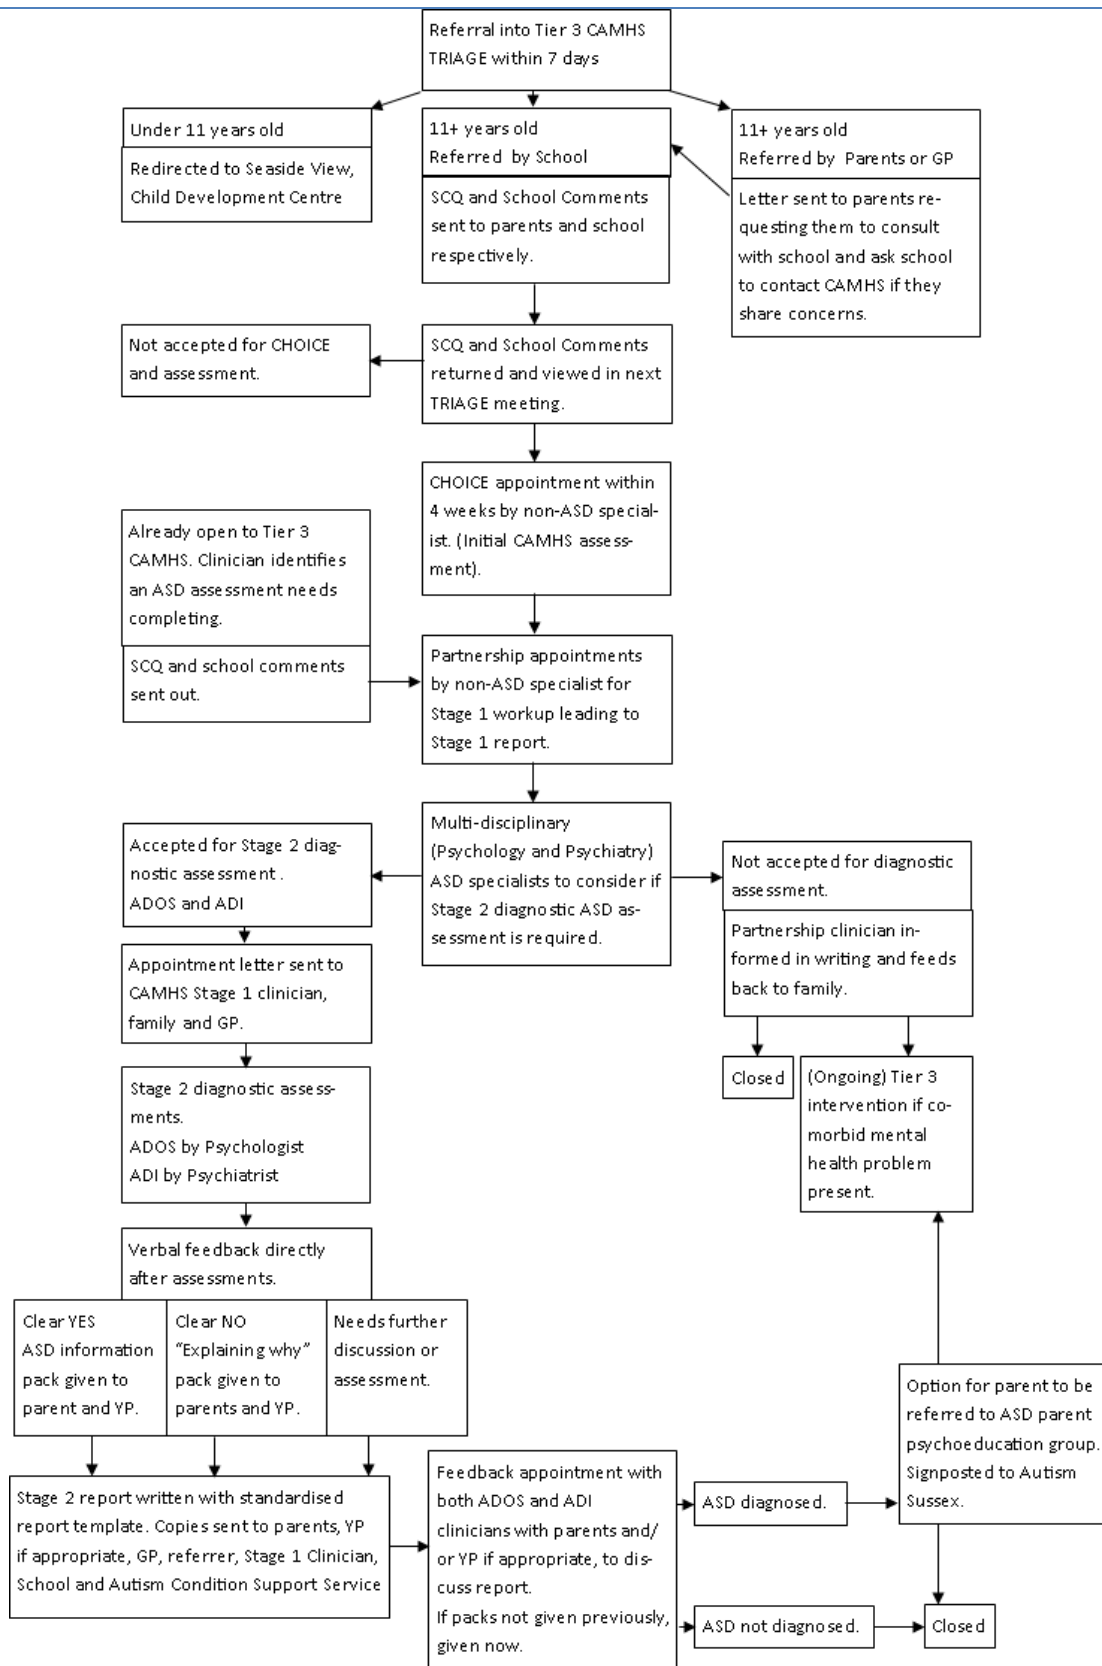 Referral into Tier 3 CAMHS
TRIAGE within 7 days
Under 11 years old
Redirected to Seaside View,
Child Development Centre
11+ years old
Referred by School
SCQ and School Comments
sent to parents and school
respectively.
11+ years old
Referred by Parents or GP
Letter sent to parents re-
questing them to consult
with school and ask school
to contact CAMHS if they
share concerns.
Not accepted for CHOICE
and assessment.
SCQ and School Comments
returned and viewed in next
TRIAGE meeting.
CHOICE appointment within
4 weeks by non-ASD special-
ist. (Initial CAMHS assess-
ment).
Already open to Tier 3
CAMHS. Clinician identifies
an ASD assessment needs
completing.
SCQ and school comments
sent out.
Partnership appointments
by non-ASD specialist for
Stage 1 workup leading to
Stage 1 report.
Multi-disciplinary
(Psychology and Psychiatry)
ASD specialists to consider if
Stage 2 diagnostic ASD as-
sessment is required.
Accepted for Stage 2 diag-
nostic assessment .
ADOS and ADI
Not accepted for diagnostic
assessment.
Partnership clinician in-
formed in writing and feeds
back to family.
Appointment letter sent to
CAMHS Stage 1 clinician,
family and GP.
Closed
(Ongoing) Tier 3
intervention if co-
morbid mental
health problem
present.
Stage 2 diagnostic assess-
ments.
ADOS by Psychologist
ADI by Psychiatrist
Verbal feedback directly
after assessments.
Clear YES
ASD information
pack given to
parent and YP.
Clear NO
"Explaining why"
pack given to
parents and YP.
Needs further
discussion or
assessment.
Stage 2 report written with standardised
report template. Copies sent to parents, YP
if appropriate, GP, referrer, Stage 1 Clinician,
School and Autism Condition Support Service
Feedback appointment with
both ADOS and ADI
clinicians with parents and/
or YP if appropriate, to dis-
cuss report.
If packs not given previously,
given now.
ASD diagnosed.
Option for parent to be
referred to ASD parent
psychoeducation group.
Signposted to Autism
Sussex.
ASD not diagnosed.
Closed